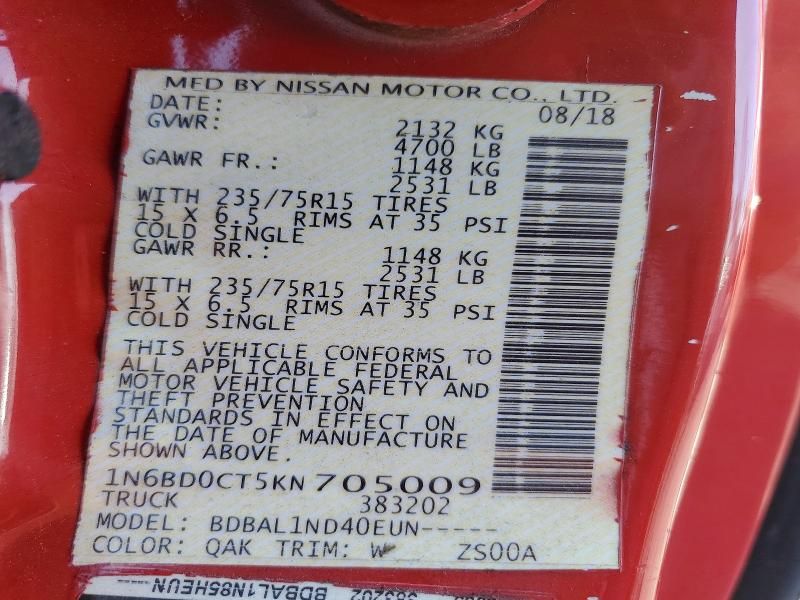 MFD BY NISSAN MOTOR CO., LTD.
DATE: 08/18
GVWR: 2132 KG
4700 LB
GAWR FR.: 1148 KG
2531 LB
WITH 235/75R15 TIRES
15 X 6.5 RIMS AT 35 PSI
COLD SINGLE
GAWR RR.: 1148 KG
2531 LB
WITH 235/75R15 TIRES
15 X 6.5 RIMS AT 35 PSI
COLD SINGLE
THIS VEHICLE CONFORMS TO
ALL APPLICABLE FEDERAL
MOTOR VEHICLE SAFETY AND
THEFT PREVENTION
STANDARDS IN EFFECT ON
THE DATE OF MANUFACTURE
SHOWN ABOVE.
1N6BD0CT5KN705009
TRUCK 383202
MODEL: BDBAL1ND40EUN-----
COLOR: QAK TRIM: W ZS00A
383202 BDBAL1N85HEUN